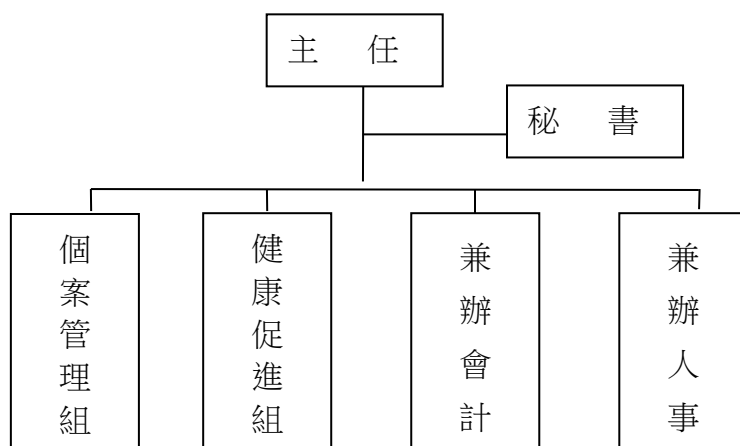 主 任
秘 書
個案管理組
健康促進組
兼辦會計
兼辦人事